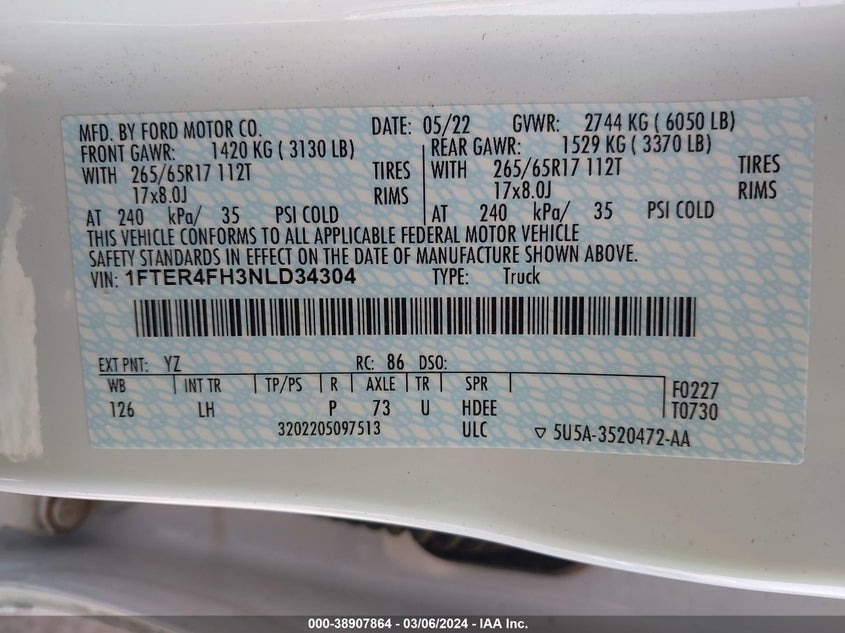 MFD. BY FORD MOTOR CO. DATE: 05/22 GVWR: 2744 KG ( 6050 LB)
FRONT GAWR: 1420 KG ( 3130 LB) REAR GAWR: 1529 KG ( 3370 LB)
WITH 265/65R17 112T TIRES WITH 265/65R17 112T TIRES
17x8.0J RIMS 17x8.0J RIMS
AT 240 kPa/ 35 PSI COLD AT 240 kPa/ 35 PSI COLD
THIS VEHICLE CONFORMS TO ALL APPLICABLE FEDERAL MOTOR VEHICLE
SAFETY STANDARDS IN EFFECT ON THE DATE OF MANUFACTURE SHOWN ABOVE.
VIN: 1FTER4FH3NLD34304 TYPE: Truck
EXT PNT: YZ RC: 86 DSO:
WB INT TR TP/PS R AXLE TR SPR F0227
126 LH P 73 U HDEE T0730
3202205097513 ULC ▽ 5U5A-3520472-AA
000-38907864 - 03/06/2024 - IAA Inc.